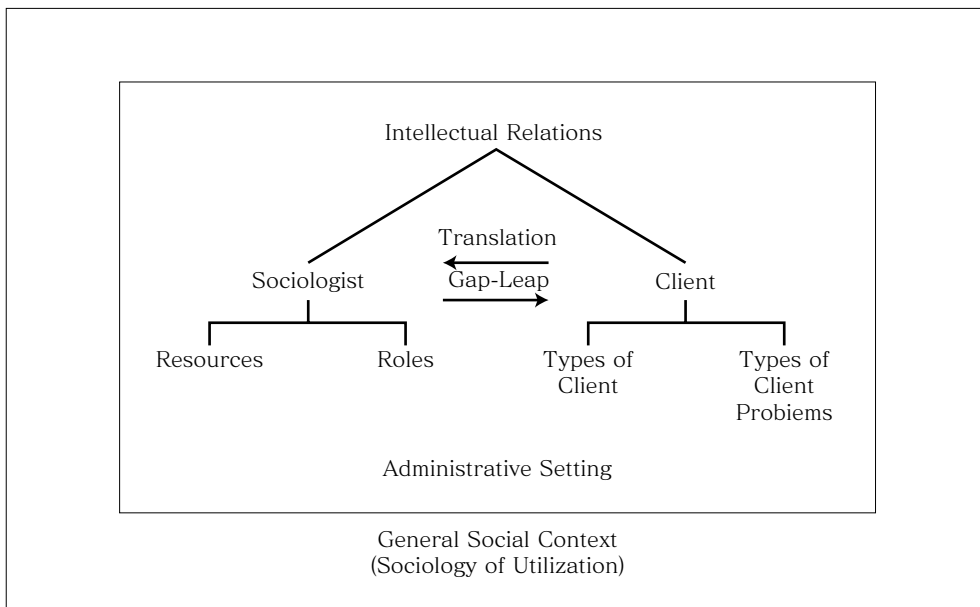 Intellectual Relations
Translation
Sociologist
Gap-Leap
Client
Resources
Roles
Types of
Client
Types of
Client
Probiems
Administrative Setting
General Social Context
(Sociology of Utilization)